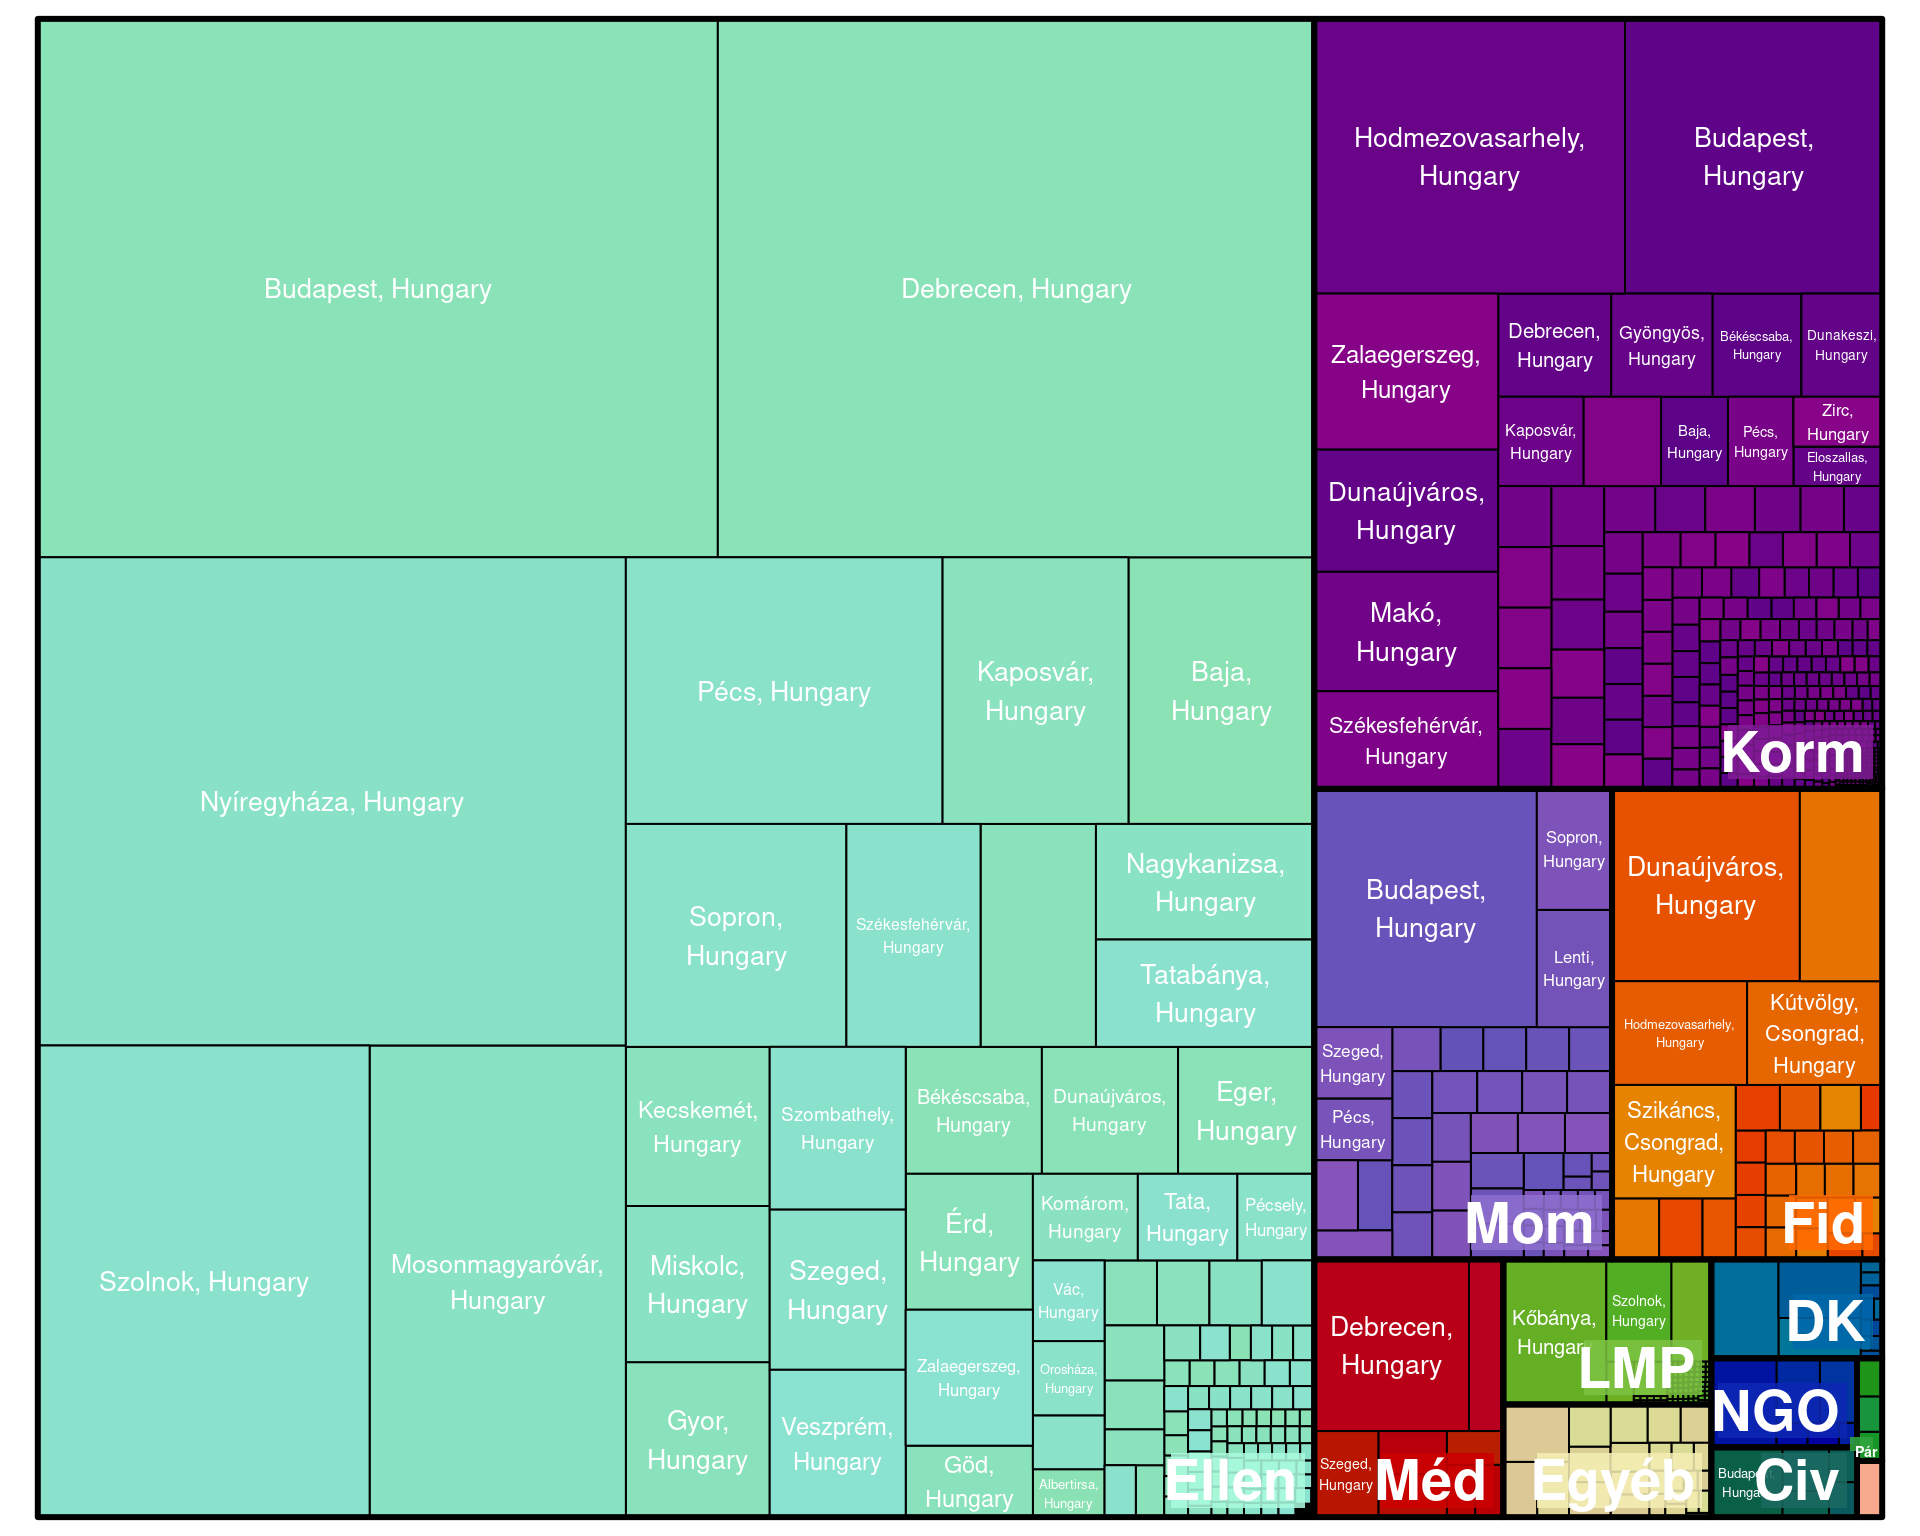 Budapest, Hungary
Debrecen, Hungary
Nyíregyháza, Hungary
Pécs, Hungary
Kaposvár,
Hungary
Baja,
Hungary
Sopron,
Hungary
Székesfehérvár,
Hungary
Nagykanizsa,
Hungary
Tatabánya,
Hungary
Szolnok, Hungary
Mosonmagyaróvár,
Hungary
Kecskemét,
Hungary
Szombathely,
Hungary
Békéscsaba,
Hungary
Dunaújváros,
Hungary
Eger,
Hungary
Miskolc,
Hungary
Szeged,
Hungary
Érd,
Hungary
Komárom,
Hungary
Tata,
Hungary
Pécsely,
Hungary
Vác,
Hungary
Zalaegerszeg,
Hungary
Orosháza,
Hungary
Gyor,
Hungary
Veszprém,
Hungary
Göd,
Hungary
Albertirsa,
Hungary
Ellen
Hodmezovasarhely,
Hungary
Budapest,
Hungary
Zalaegerszeg,
Hungary
Debrecen,
Hungary
Gyöngyös,
Hungary
Békéscsaba,
Hungary
Dunakeszi,
Hungary
Kaposvár,
Hungary
Baja,
Hungary
Pécs,
Hungary
Zirc,
Hungary
Eloszallas,
Hungary
Dunaújváros,
Hungary
Makó,
Hungary
Székesfehérvár,
Hungary
Korm
Budapest,
Hungary
Sopron,
Hungary
Lenti,
Hungary
Szeged,
Hungary
Pécs,
Hungary
Mom
Dunaújváros,
Hungary
Hodmezovasarhely,
Hungary
Kútvölgy,
Csongrad,
Hungary
Szikáncs,
Csongrad,
Hungary
Fid
Debrecen,
Hungary
Szeged,
Hungary
Méd
Kőbánya,
Hungary
Szolnok,
Hungary
LMP
Egyéb
DK
NGO
Pár
Budapest,
Hungary
Civ